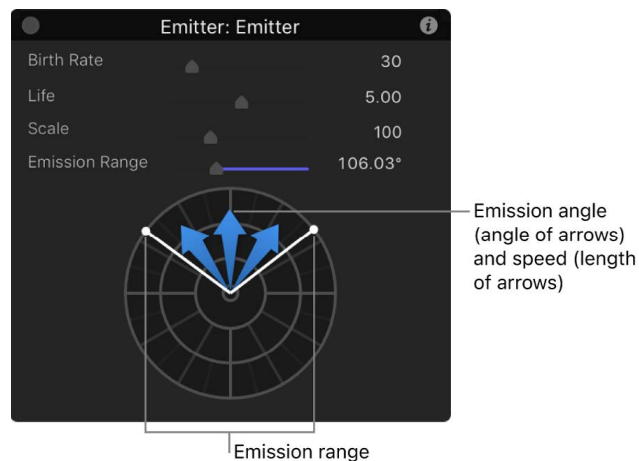 Emitter: Emitter
Birth Rate 30
Life 5.00
Scale 100
Emission Range 106.03°
Emission angle
(angle of arrows)
and speed (length
of arrows)
Emission range